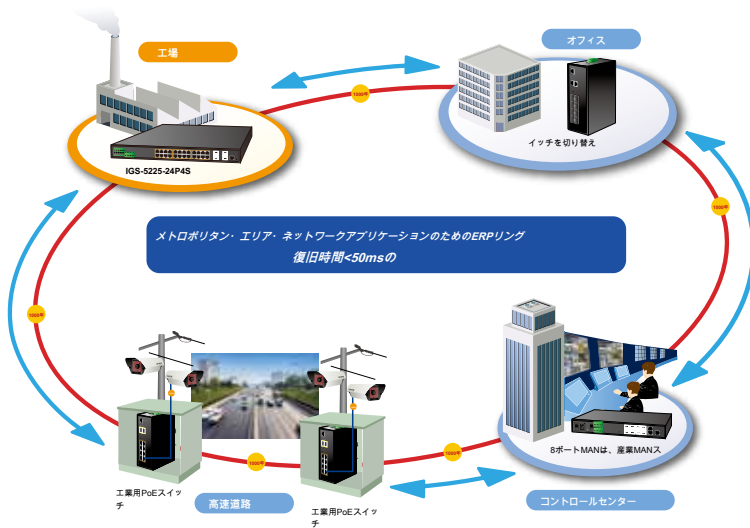 工場
オフィス
1000年
イッチを切り替え
IGS-5225-24P4S
1000年
メトロポリタン・エリア・ネットワークアプリケーションのためのERPリング
復旧時間<50msの
1000年
8ポートMANは、産業MANス
1000年
1000年
工業用PoEスイッ
チ
高速道路
工業用PoEスイッ
チ
コントロールセンター